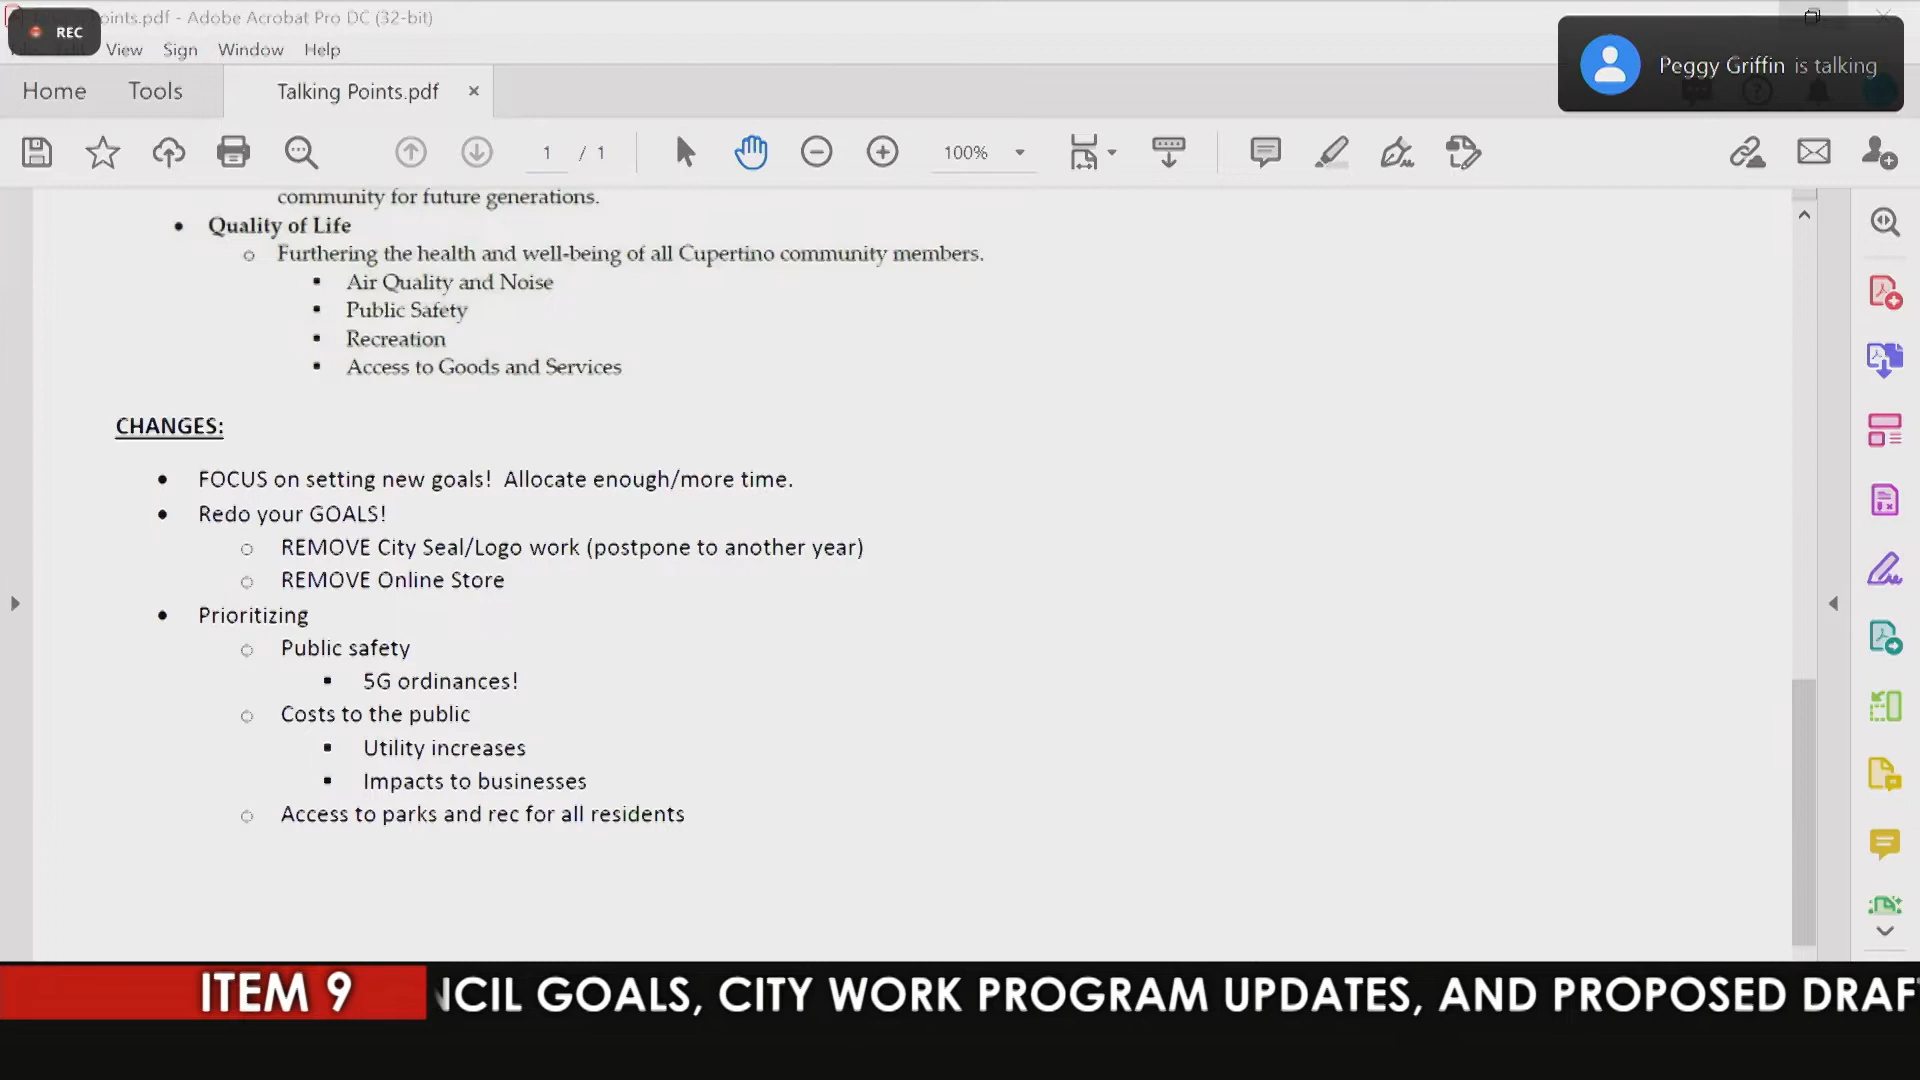 Points.pdf - Adobe Acrobat Pro DC (32-bit)
REC
View Sign Window Help
Peggy Griffin is talking
Home Tools Talking Points.pdf ×
1 / 1 100%
community for future generations.
• Quality of Life
○ Furthering the health and well-being of all Cupertino community members.
▪ Air Quality and Noise
▪ Public Safety
▪ Recreation
▪ Access to Goods and Services
CHANGES:
• FOCUS on setting new goals! Allocate enough/more time.
• Redo your GOALS!
○ REMOVE City Seal/Logo work (postpone to another year)
○ REMOVE Online Store
• Prioritizing
○ Public safety
▪ 5G ordinances!
○ Costs to the public
▪ Utility increases
▪ Impacts to businesses
○ Access to parks and rec for all residents
ITEM 9 NCIL GOALS, CITY WORK PROGRAM UPDATES, AND PROPOSED DRAF